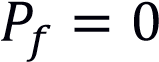 P_f = 0